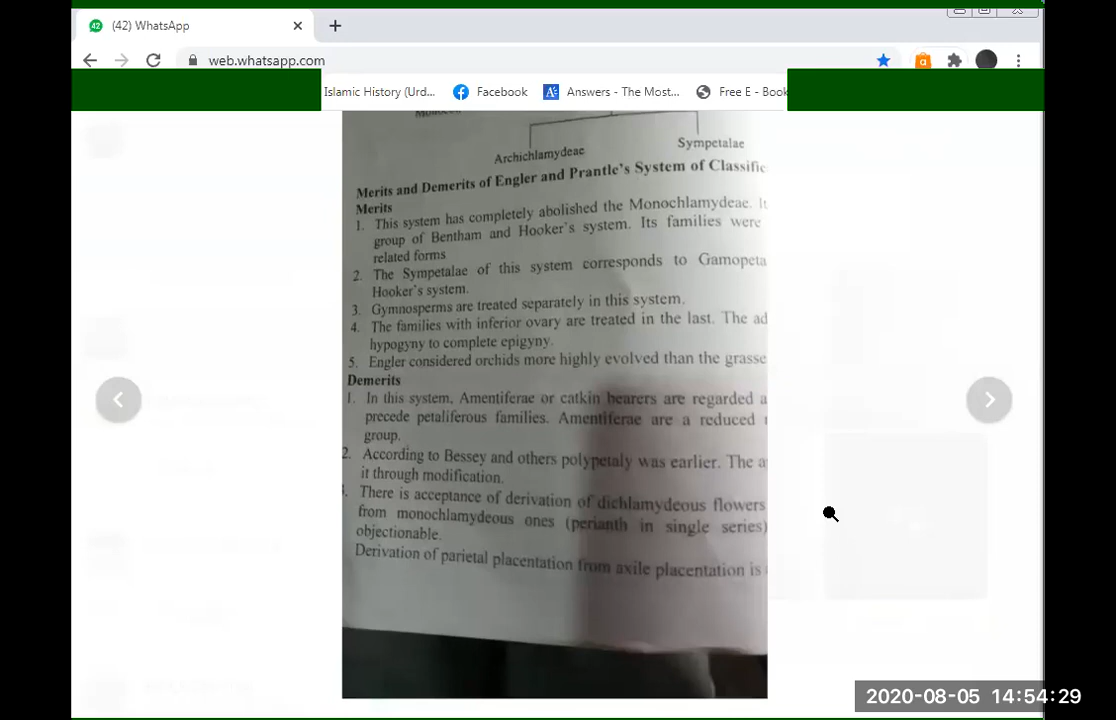 (42) WhatsApp
web.whatsapp.com
Islamic History (Urd...
Facebook
Answers - The Most...
Free E - Book
Archichlamydeae
Sympetalae
Merits and Demerits of Engler and Prantle's System of Classific
Merits
1. This system has completely abolished the Monochlamydeae. It
group of Bentham and Hooker's system. Its families were
related forms
2. The Sympetalae of this system corresponds to Gamopeta
Hooker's system.
3. Gymnosperms are treated separately in this system.
4. The families with inferior ovary are treated in the last. The ad
hypogyny to complete epigyny.
5. Engler considered orchids more highly evolved than the grasse
Demerits
1. In this system, Amentiferae or catkin bearers are regarded a
precede petaliferous families. Amentiferae are a reduced
group.
2. According to Bessey and others polypetaly was earlier. The a
it through modification.
There is acceptance of derivation of dichlamydeous flowers
from monochlamydeous ones (perianth in single series)
objectionable.
Derivation of parietal placentation from axile placentation is
2020-08-05 14:54:29